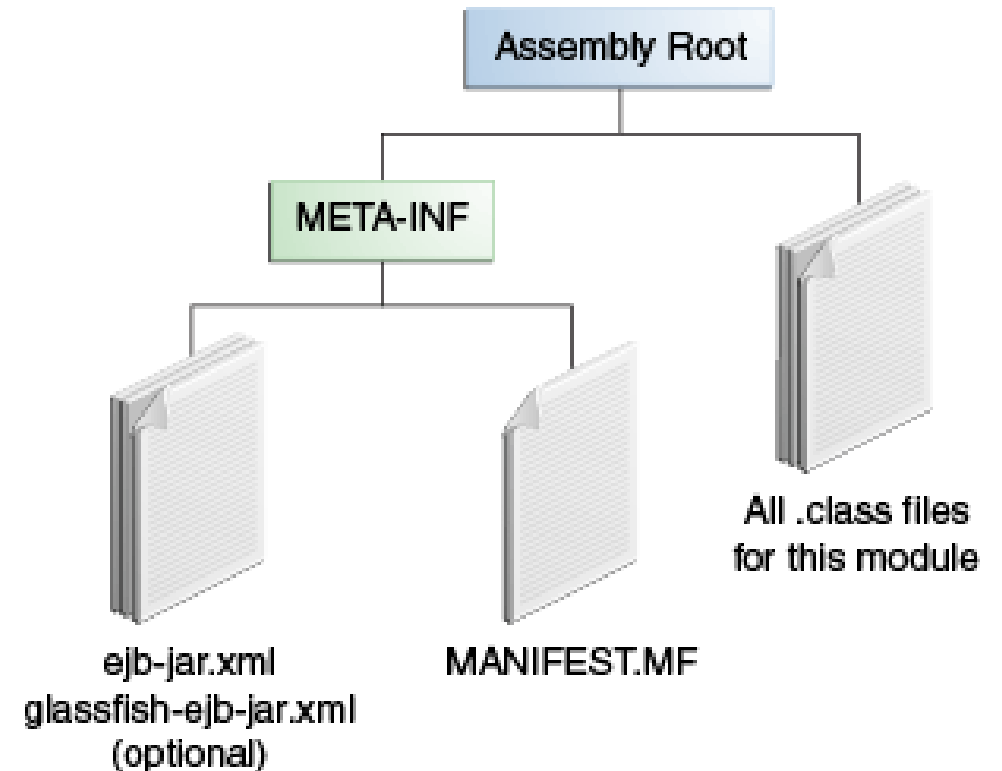 Assembly Root
META-INF
All .class files
for this module
ejb-jar.xml
glassfish-ejb-jar.xml
(optional)
MANIFEST.MF